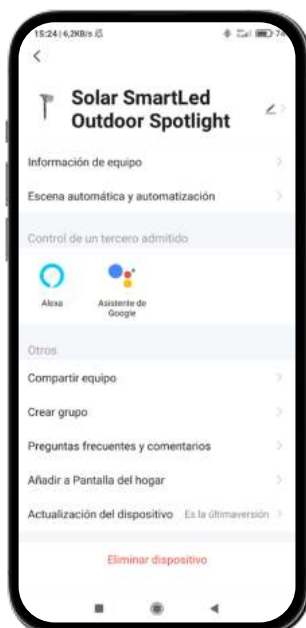 15:24 | 6,2KB/s
Solar SmartLed
Outdoor Spotlight
Información de equipo
Escena automática y automatización
Control de un tercero admitido
Alexa
Asistente de
Google
Otros
Compartir equipo
Crear grupo
Preguntas frecuentes y comentarios
Añadir a Pantalla del hogar
Actualización del dispositivo Es la últimaversión
Eliminar dispositivo